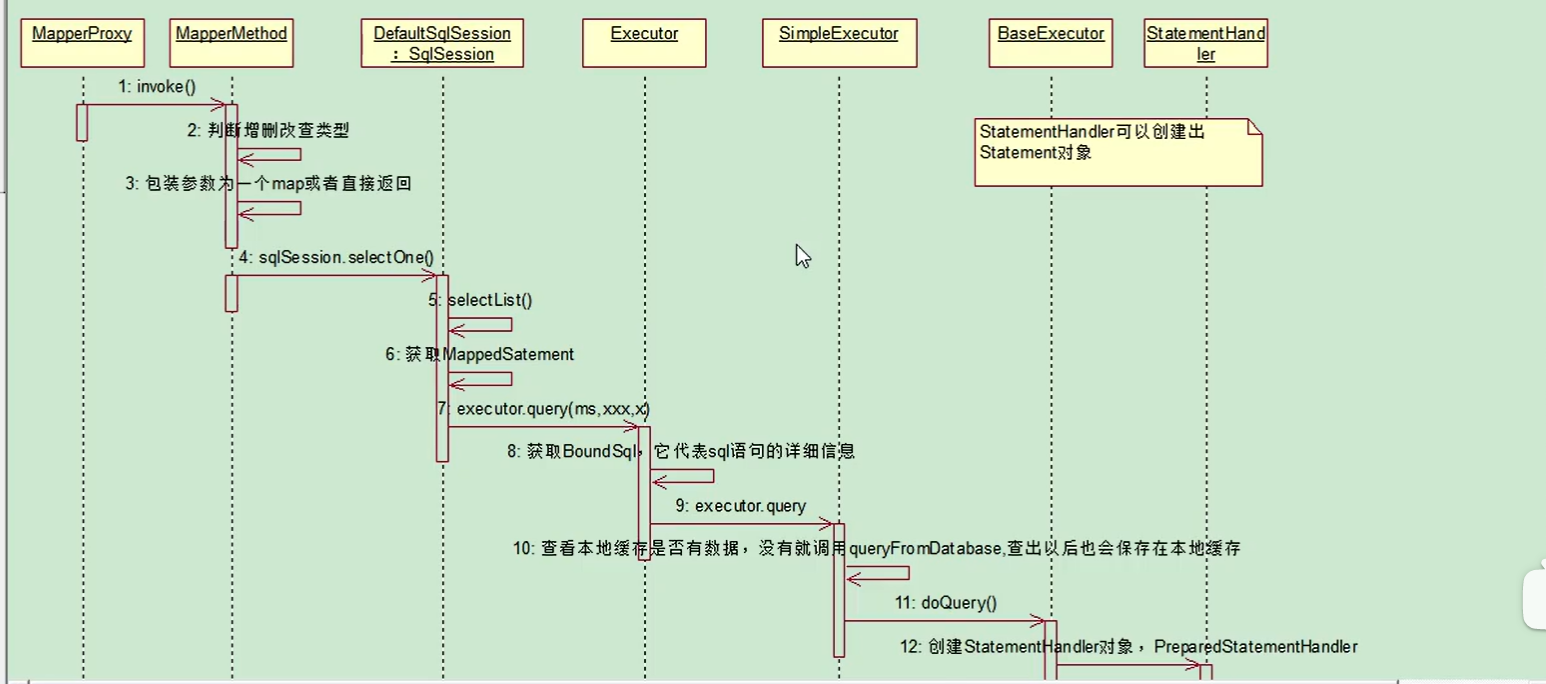 MapperProxy
MapperMethod
DefaultSqlSession
：SqlSession
Executor
SimpleExecutor
BaseExecutor
StatementHand
ler
1: invoke()
2: 判断增删改查类型
StatementHandler可以创建出
Statement对象
3: 包装参数为一个map或者直接返回
4: sqlSession.selectOne()
5: selectList()
6: 获取MappedSatement
7: executor.query(ms,xxx,x)
8: 获取BoundSql，它代表sql语句的详细信息
9: executor.query
10: 查看本地缓存是否有数据，没有就调用queryFromDatabase,查出以后也会保存在本地缓存
11: doQuery()
12: 创建StatementHandler对象，PreparedStatementHandler